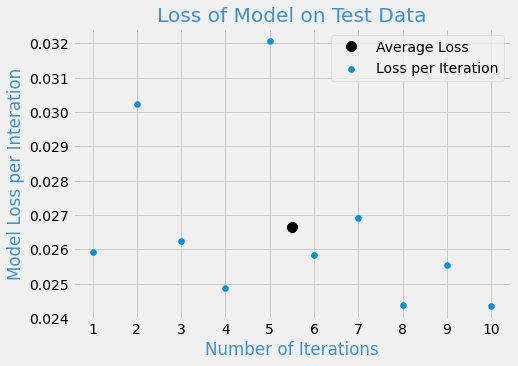 Loss of Model on Test Data
Average Loss
Loss per Iteration
Model Loss per Interation
0.032
0.031
0.030
0.029
0.028
0.027
0.026
0.025
0.024
1 2 3 4 5 6 7 8 9 10
Number of Iterations